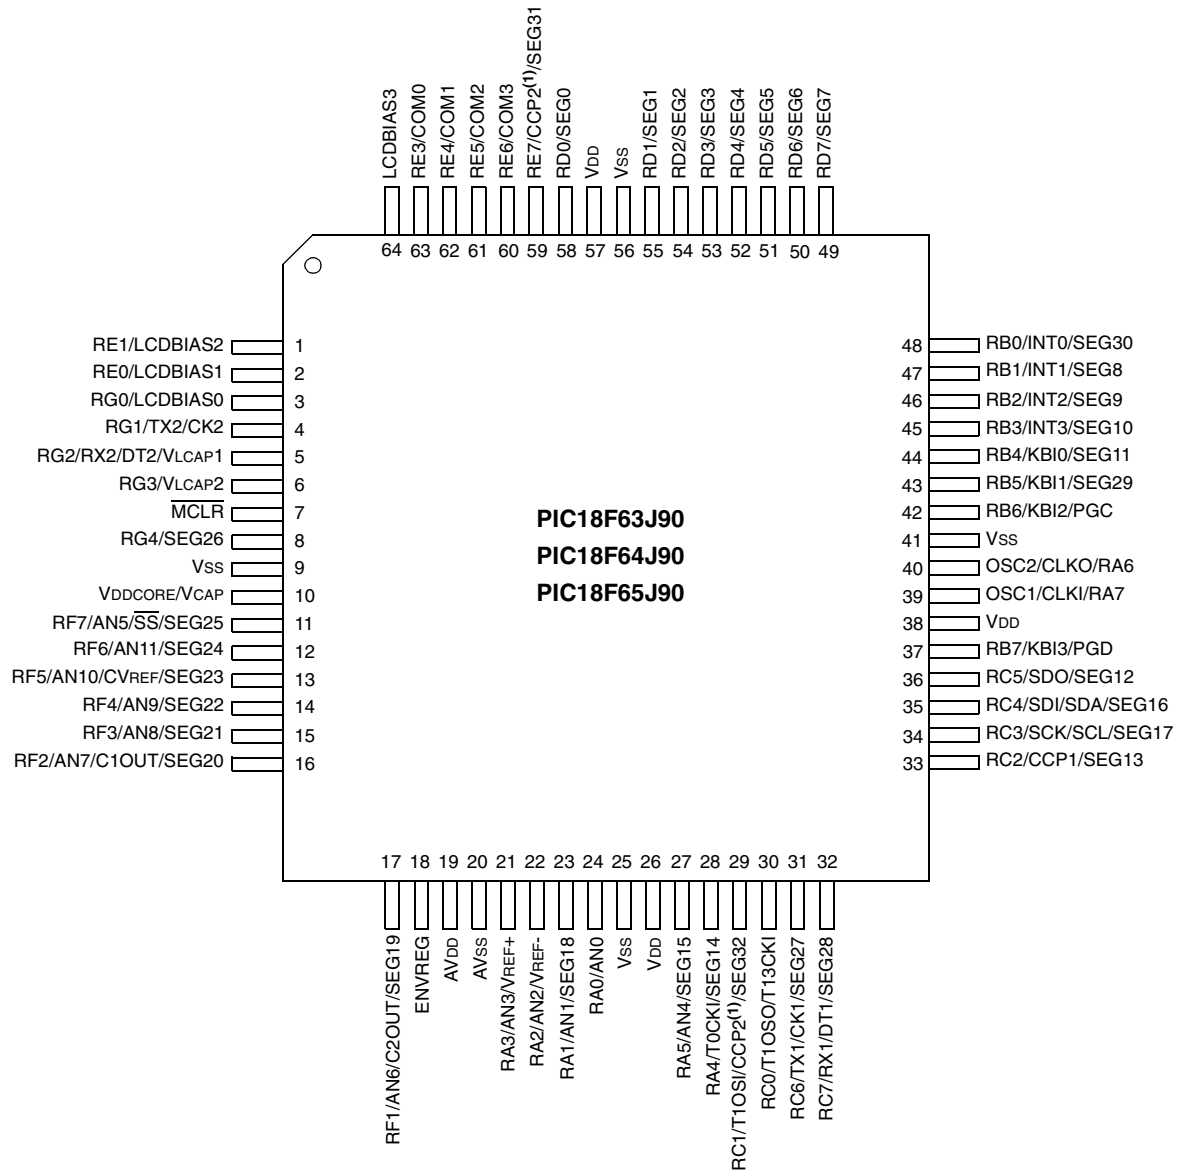 LCDBIAS3
RE3/COM0
RE4/COM1
RE5/COM2
RE6/COM3
RE7/CCP2(1)/SEG31
RD0/SEG0
VDD
VSS
RD1/SEG1
RD2/SEG2
RD3/SEG3
RD4/SEG4
RD5/SEG5
RD6/SEG6
RD7/SEG7
64 63 62 61 60 59 58 57 56 55 54 53 52 51 50 49
RE1/LCDBIAS2 1
RE0/LCDBIAS1 2
RG0/LCDBIAS0 3
RG1/TX2/CK2 4
RG2/RX2/DT2/VLCAP1 5
RG3/VLCAP2 6
MCLR 7
RG4/SEG26 8
VSS 9
VDDCORE/VCAP 10
RF7/AN5/SS/SEG25 11
RF6/AN11/SEG24 12
RF5/AN10/CVREF/SEG23 13
RF4/AN9/SEG22 14
RF3/AN8/SEG21 15
RF2/AN7/C1OUT/SEG20 16
PIC18F63J90
PIC18F64J90
PIC18F65J90
48 RB0/INT0/SEG30
47 RB1/INT1/SEG8
46 RB2/INT2/SEG9
45 RB3/INT3/SEG10
44 RB4/KBI0/SEG11
43 RB5/KBI1/SEG29
42 RB6/KBI2/PGC
41 VSS
40 OSC2/CLKO/RA6
39 OSC1/CLKI/RA7
38 VDD
37 RB7/KBI3/PGD
36 RC5/SDO/SEG12
35 RC4/SDI/SDA/SEG16
34 RC3/SCK/SCL/SEG17
33 RC2/CCP1/SEG13
17 18 19 20 21 22 23 24 25 26 27 28 29 30 31 32
RF1/AN6/C2OUT/SEG19
ENVREG
AVDD
AVSS
RA3/AN3/VREF+
RA2/AN2/VREF-
RA1/AN1/SEG18
RA0/AN0
VSS
VDD
RA5/AN4/SEG15
RA4/T0CKI/SEG14
RC1/T1OSI/CCP2(1)/SEG32
RC0/T1OSO/T13CKI
RC6/TX1/CK1/SEG27
RC7/RX1/DT1/SEG28